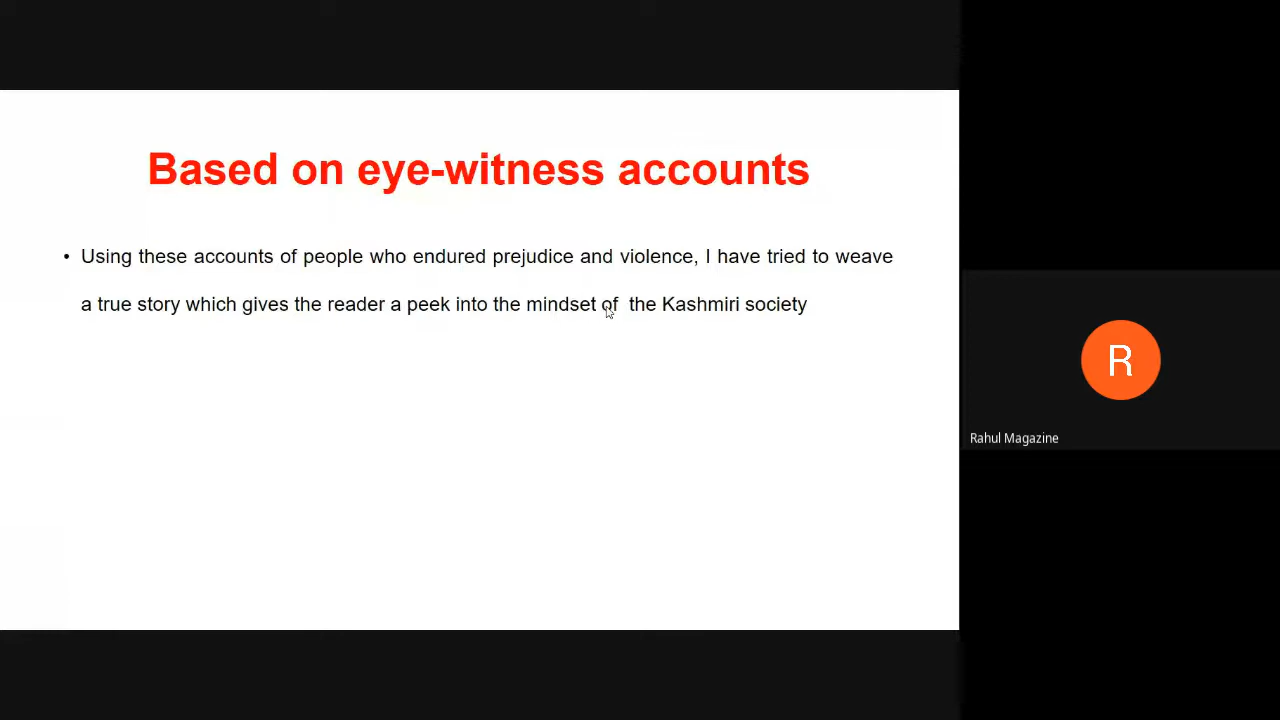 Based on eye-witness accounts
• Using these accounts of people who endured prejudice and violence, I have tried to weave
a true story which gives the reader a peek into the mindset of the Kashmiri society
R
Rahul Magazine